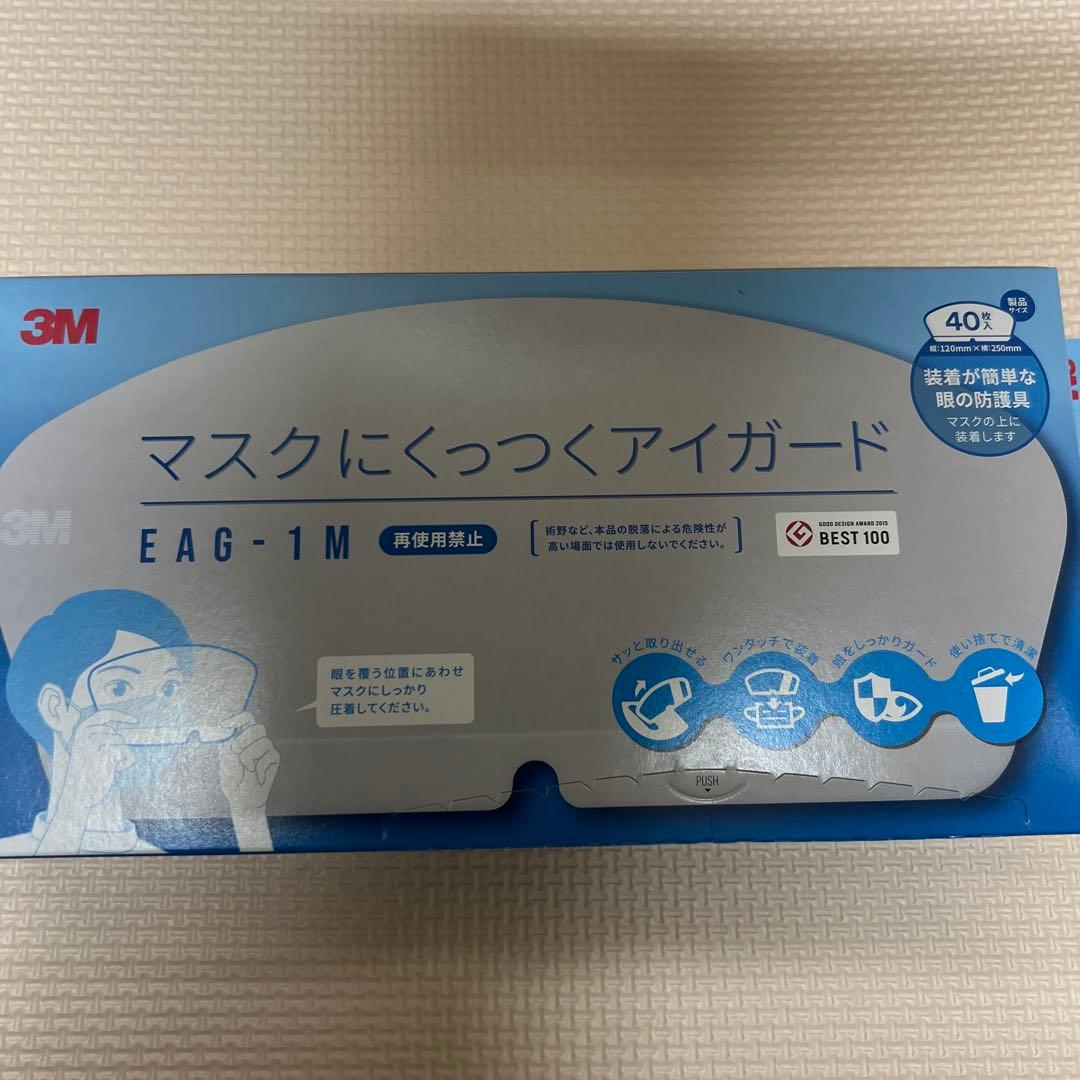 3M
製品
サイズ
40枚入
縦:120mm×横:250mm
装着が簡単な
眼の防護具
マスクの上に
装着します
マスクにくっつくアイガード
3M
EAG-1M
再使用禁止
術野など、本品の脱落による危険性が
高い場面では使用しないでください。
GOOD DESIGN AWARD 2015
BEST 100
サッと取り出せる
ワンタッチで装着
眼をしっかりガード
使い捨てで清潔
眼を覆う位置にあわせ
マスクにしっかり
圧着してください。
PUSH